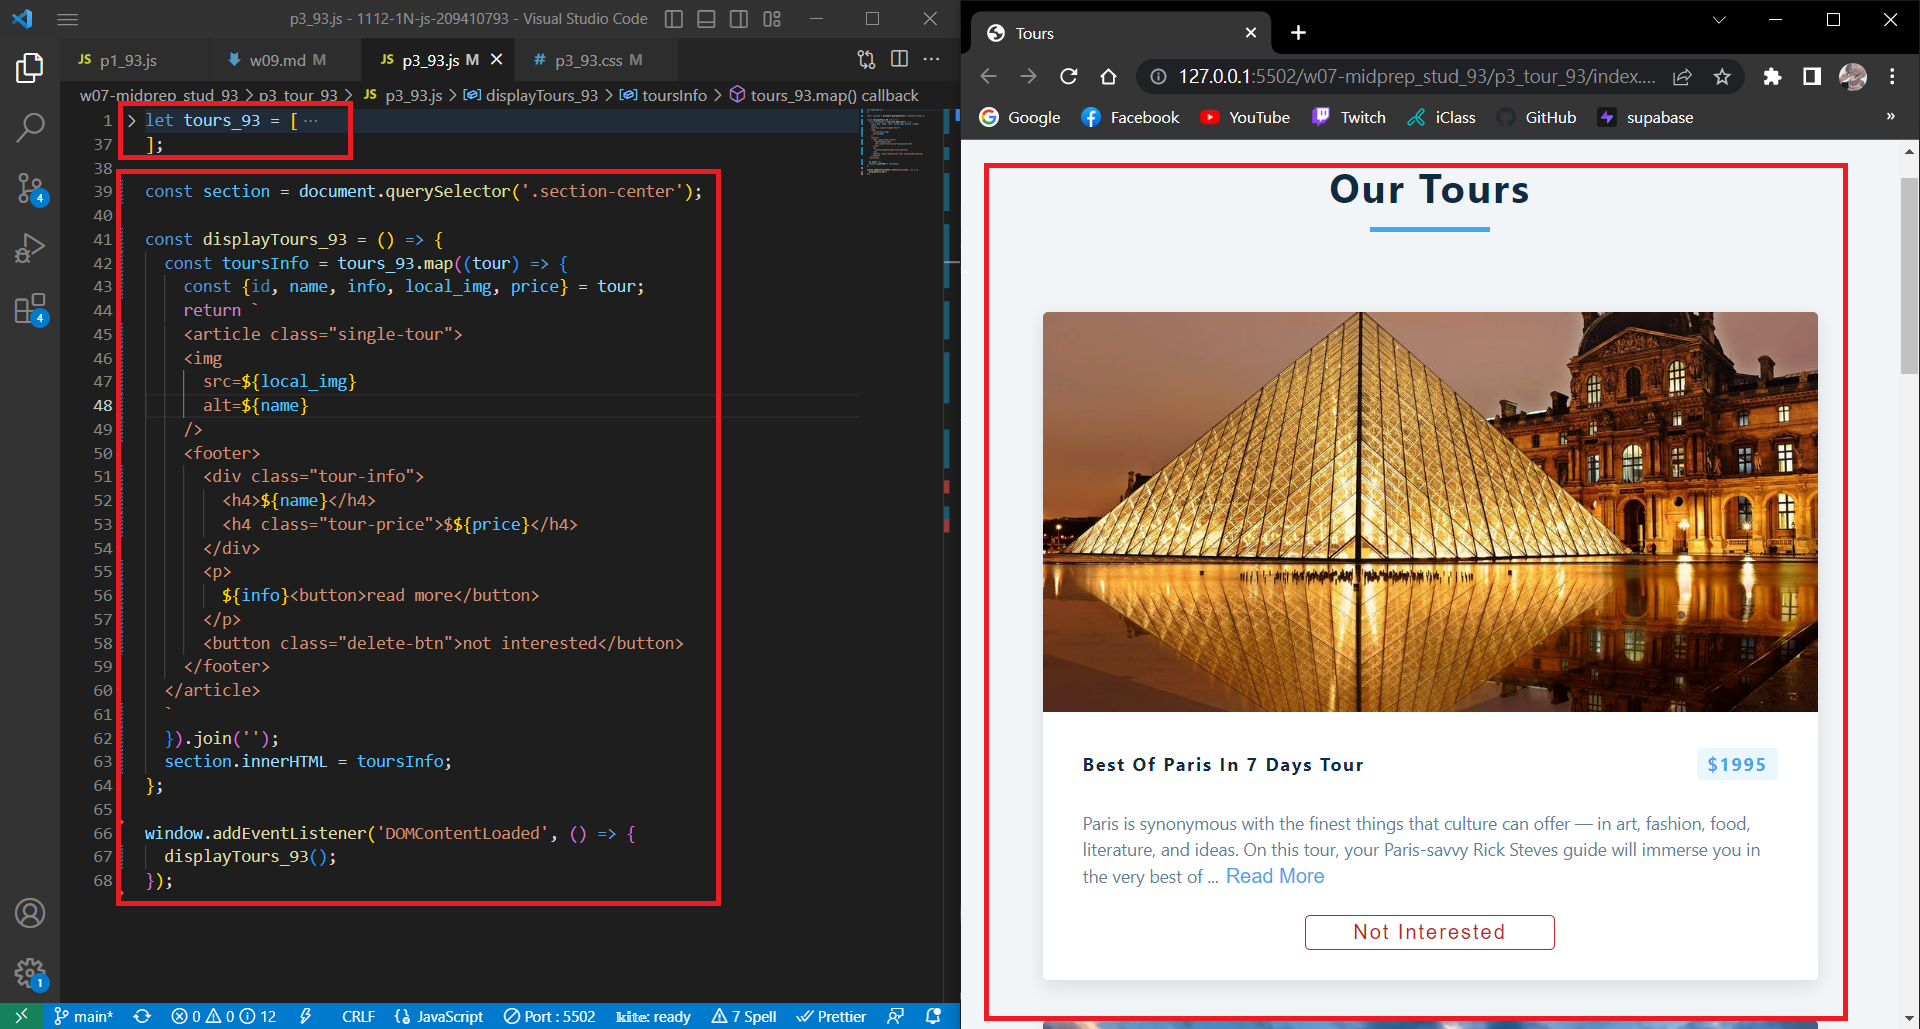 p3_93.js - 1112-1N-js-209410793 - Visual Studio Code
JS p1_93.js
w09.md M
JS p3_93.js M
# p3_93.css M
w07-midprep_stud_93 > p3_tour_93 > JS p3_93.js > displayTours_93 > toursInfo > tours_93.map() callback
1 let tours_93 = [ ···
37 ];
38
39 const section = document.querySelector('.section-center');
40
41 const displayTours_93 = () => {
42 const toursInfo = tours_93.map((tour) => {
43 const {id, name, info, local_img, price} = tour;
44 return `
45 <article class="single-tour">
46 <img
47 src=${local_img}
48 alt=${name}
49 />
50 <footer>
51 <div class="tour-info">
52 <h4>${name}</h4>
53 <h4 class="tour-price">$${price}</h4>
54 </div>
55 <p>
56 ${info}<button>read more</button>
57 </p>
58 <button class="delete-btn">not interested</button>
59 </footer>
60 </article>
61 `
62 }).join('');
63 section.innerHTML = toursInfo;
64 };
65
66 window.addEventListener('DOMContentLoaded', () => {
67 displayTours_93();
68 });
4
4
1
main* 0 0 12 CRLF {} JavaScript Port : 5502 kite: ready 7 Spell Prettier
Tours
127.0.0.1:5502/w07-midprep_stud_93/p3_tour_93/index....
Google Facebook YouTube Twitch iClass GitHub supabase »
Our Tours
Best Of Paris In 7 Days Tour
$1995
Paris is synonymous with the finest things that culture can offer — in art, fashion, food,
literature, and ideas. On this tour, your Paris-savvy Rick Steves guide will immerse you in
the very best of ... Read More
Not Interested